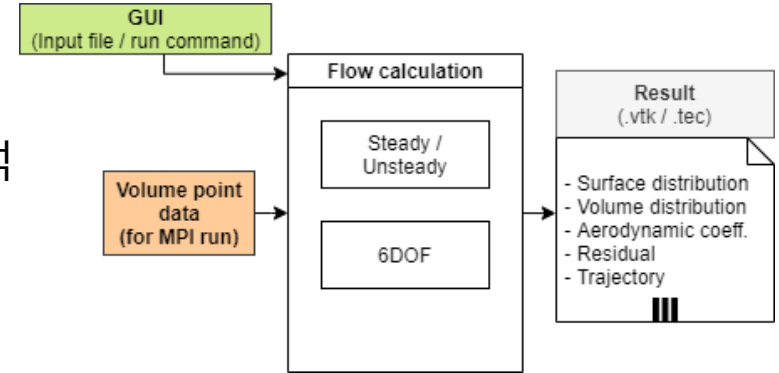 GUI
(Input file / run command)
Flow calculation
Steady /
Unsteady
6DOF
Volume point
data
(for MPI run)
Result
(.vtk / .tec)
- Surface distribution
- Volume distribution
- Aerodynamic coeff.
- Residual
- Trajectory